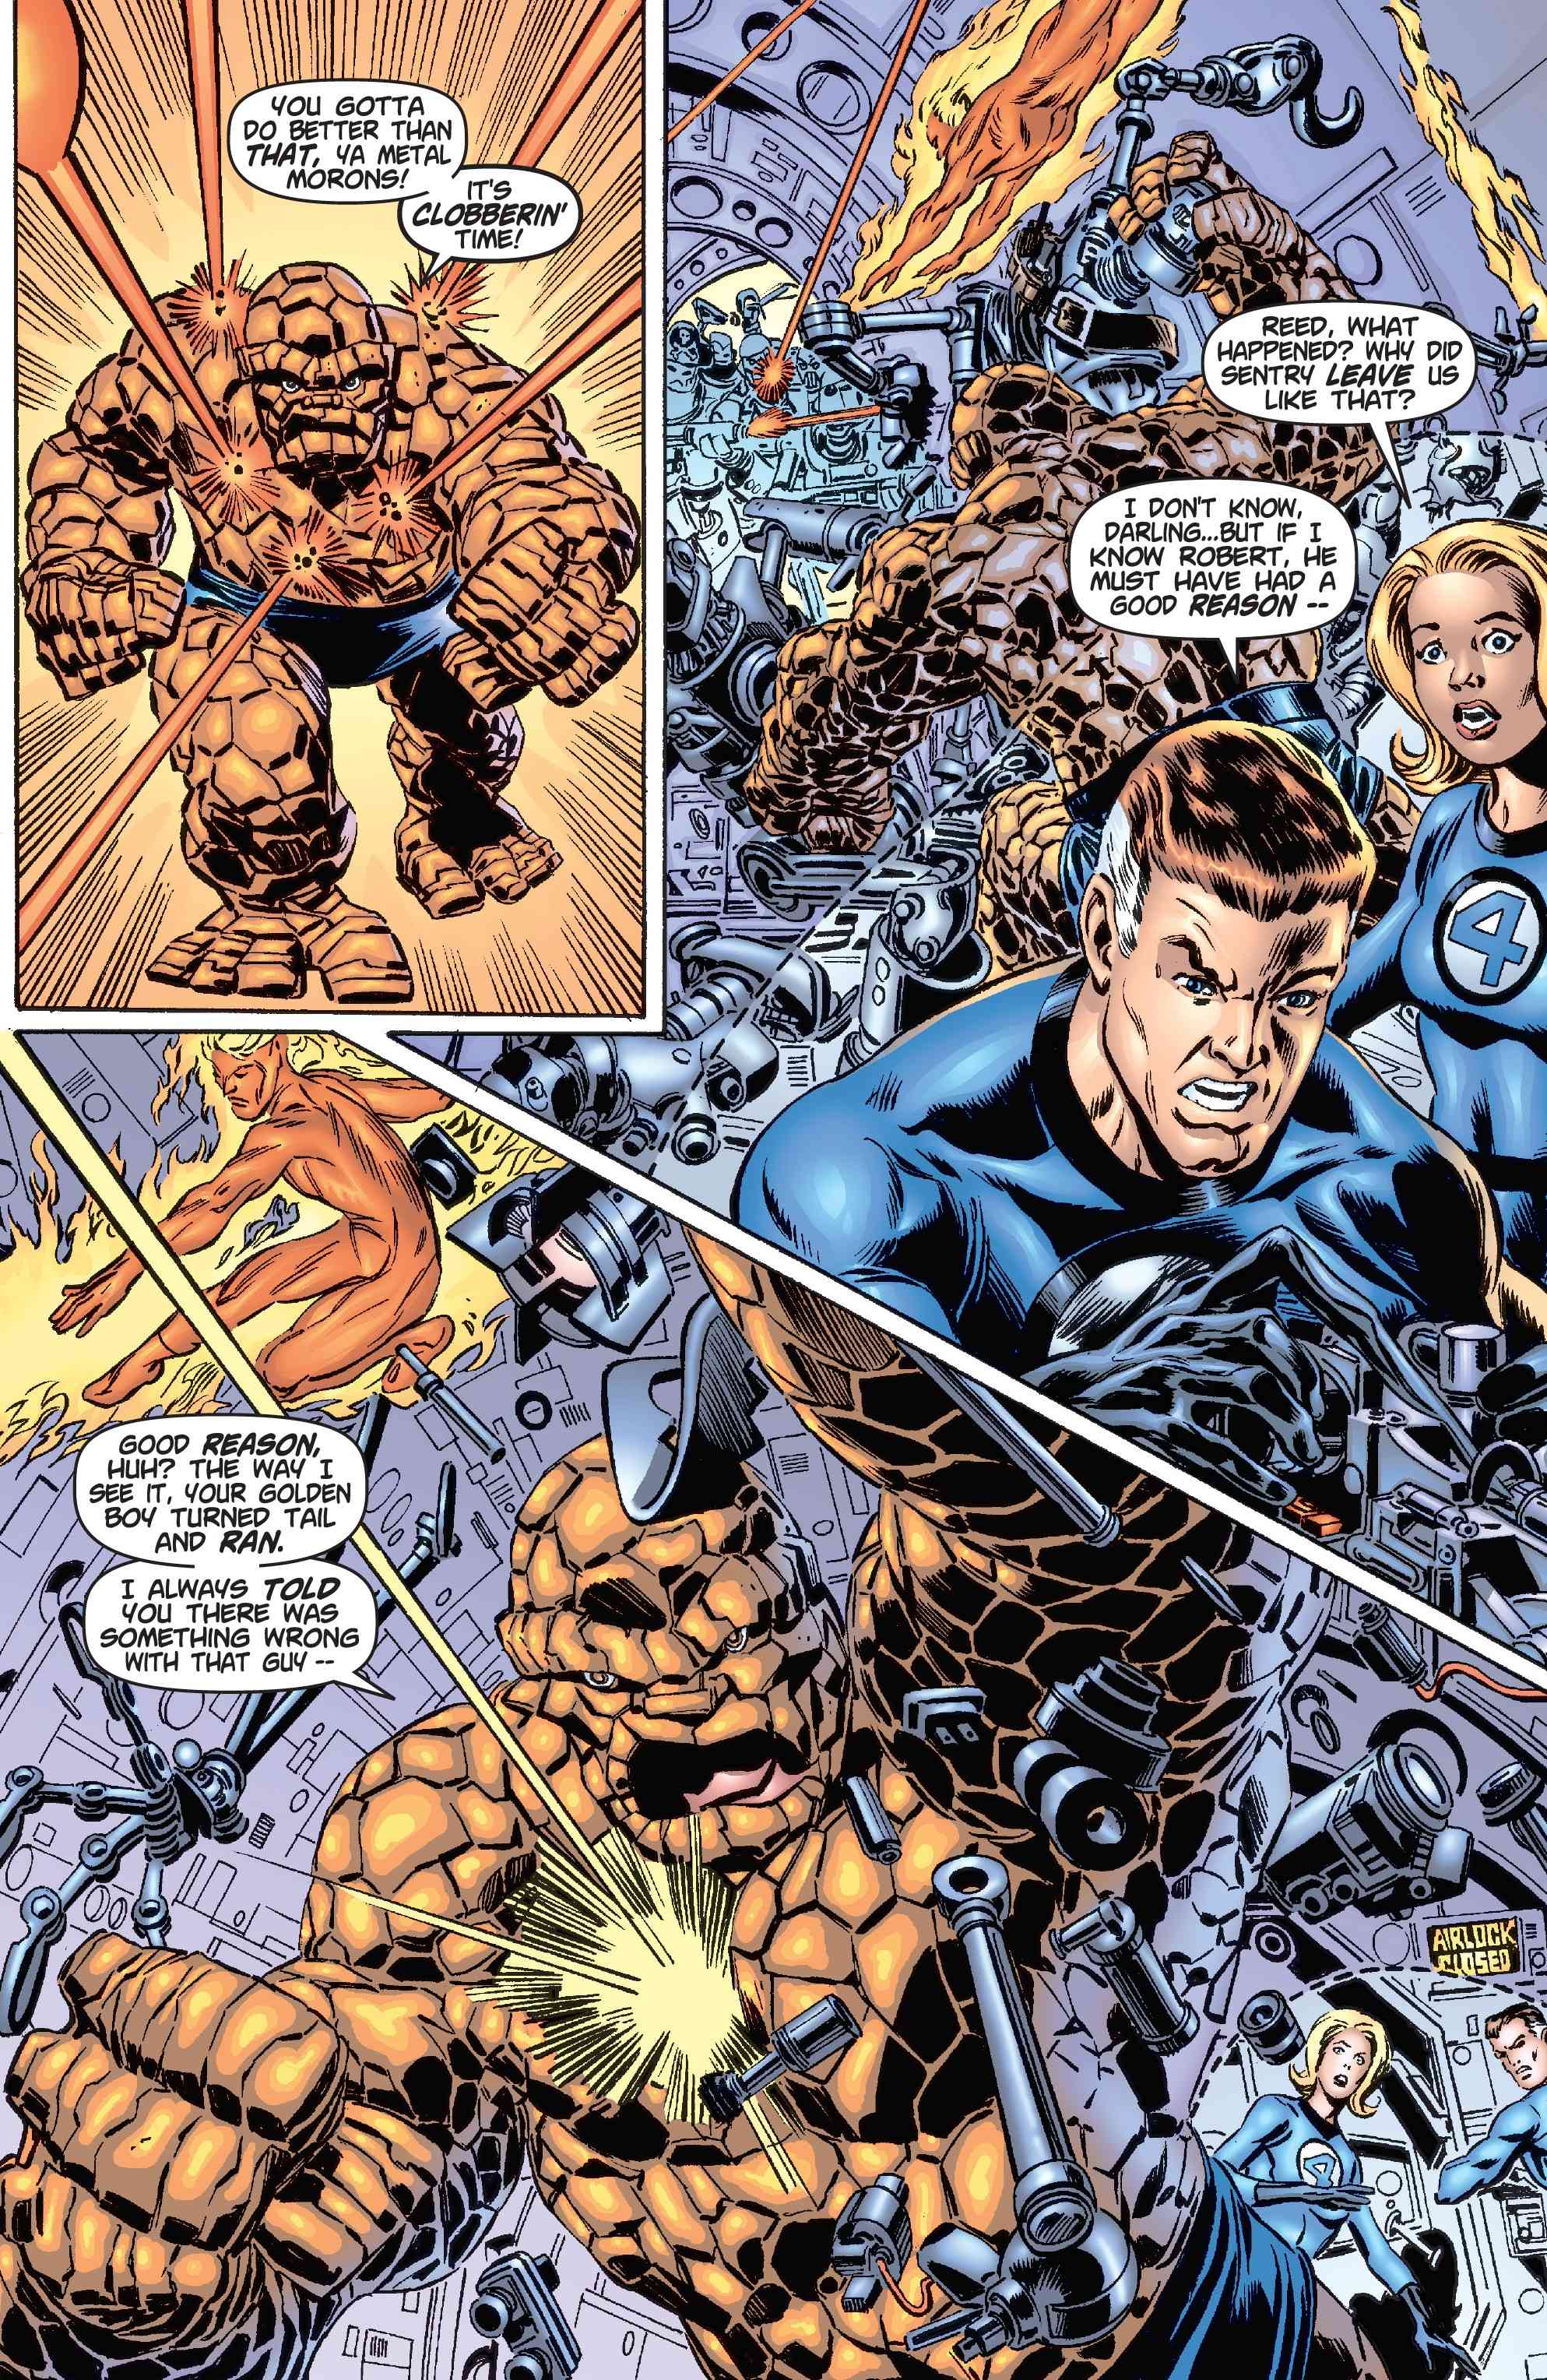 YOU GOTTA
DO BETTER THAN
THAT, YA METAL
MORONS!
IT'S
CLOBBERIN'
TIME!
REED, WHAT
HAPPENED? WHY DID
SENTRY LEAVE US
LIKE THAT?
I DON'T KNOW,
DARLING...BUT IF I
KNOW ROBERT, HE
MUST HAVE HAD A
GOOD REASON --
4
GOOD REASON,
HUH? THE WAY I
SEE IT, YOUR GOLDEN
BOY TURNED TAIL
AND RAN.
I ALWAYS TOLD
YOU THERE WAS
SOMETHING WRONG
WITH THAT GUY --
AIRLOCK
CLOSED
4